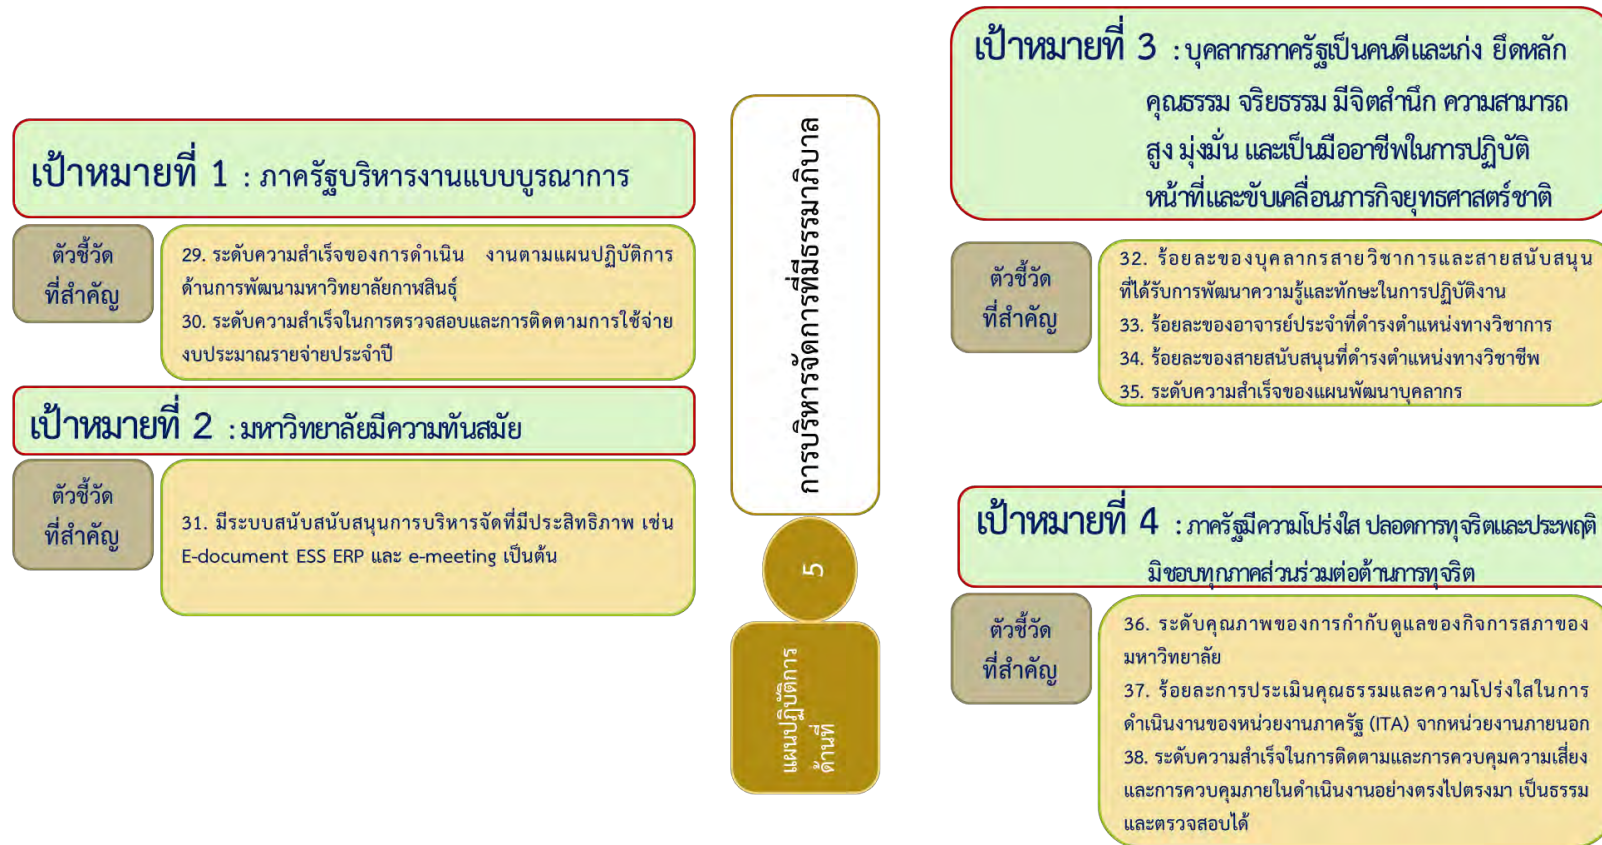 เป้าหมายที่ 1 : ภาครัฐบริหารงานแบบบูรณาการ
ตัวชี้วัด
ที่สำคัญ
29. ระดับความสำเร็จของการดำเนิน งานตามแผนปฏิบัติการ
ด้านการพัฒนามหาวิทยาลัยกาฬสินธุ์
30. ระดับความสำเร็จในการตรวจสอบและการติดตามการใช้จ่าย
งบประมาณรายจ่ายประจำปี
เป้าหมายที่ 2 : มหาวิทยาลัยมีความทันสมัย
ตัวชี้วัด
ที่สำคัญ
31. มีระบบสนับสนับสนุนการบริหารจัดที่มีประสิทธิภาพ เช่น
E-document ESS ERP และ e-meeting เป็นต้น
แผนปฏิบัติการ
ด้านที่
5
การบริหารจัดการที่มีธรรมาภิบาล
เป้าหมายที่ 3 : บุคลากรภาครัฐเป็นคนดีและเก่ง ยึดหลัก
คุณธรรม จริยธรรม มีจิตสำนึก ความสามารถ
สูง มุ่งมั่น และเป็นมืออาชีพในการปฏิบัติ
หน้าที่และขับเคลื่อนภารกิจยุทธศาสตร์ชาติ
ตัวชี้วัด
ที่สำคัญ
32. ร้อยละของบุคลากรสายวิชาการและสายสนับสนุน
ที่ได้รับการพัฒนาความรู้และทักษะในการปฏิบัติงาน
33. ร้อยละของอาจารย์ประจำที่ดำรงตำแหน่งทางวิชาการ
34. ร้อยละของสายสนับสนุนที่ดำรงตำแหน่งทางวิชาชีพ
35. ระดับความสำเร็จของแผนพัฒนาบุคลากร
เป้าหมายที่ 4 : ภาครัฐมีความโปร่งใส ปลอดการทุจริตและประพฤติ
มิชอบทุกภาคส่วนร่วมต่อต้านการทุจริต
ตัวชี้วัด
ที่สำคัญ
36. ระดับคุณภาพของการกำกับดูแลของกิจการสภาของ
มหาวิทยาลัย
37. ร้อยละการประเมินคุณธรรมและความโปร่งใสในการ
ดำเนินงานของหน่วยงานภาครัฐ (ITA) จากหน่วยงานภายนอก
38. ระดับความสำเร็จในการติดตามและการควบคุมความเสี่ยง
และการควบคุมภายในดำเนินงานอย่างตรงไปตรงมา เป็นธรรม
และตรวจสอบได้